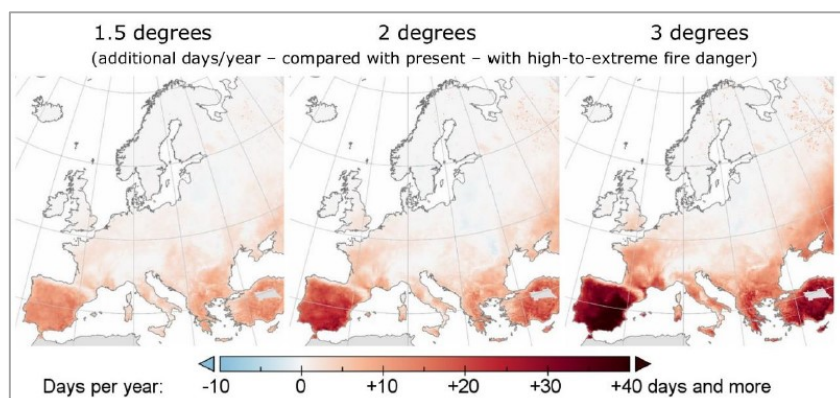 1.5 degrees 2 degrees 3 degrees
(additional days/year – compared with present – with high-to-extreme fire danger)
Days per year: -10 0 +10 +20 +30 +40 days and more